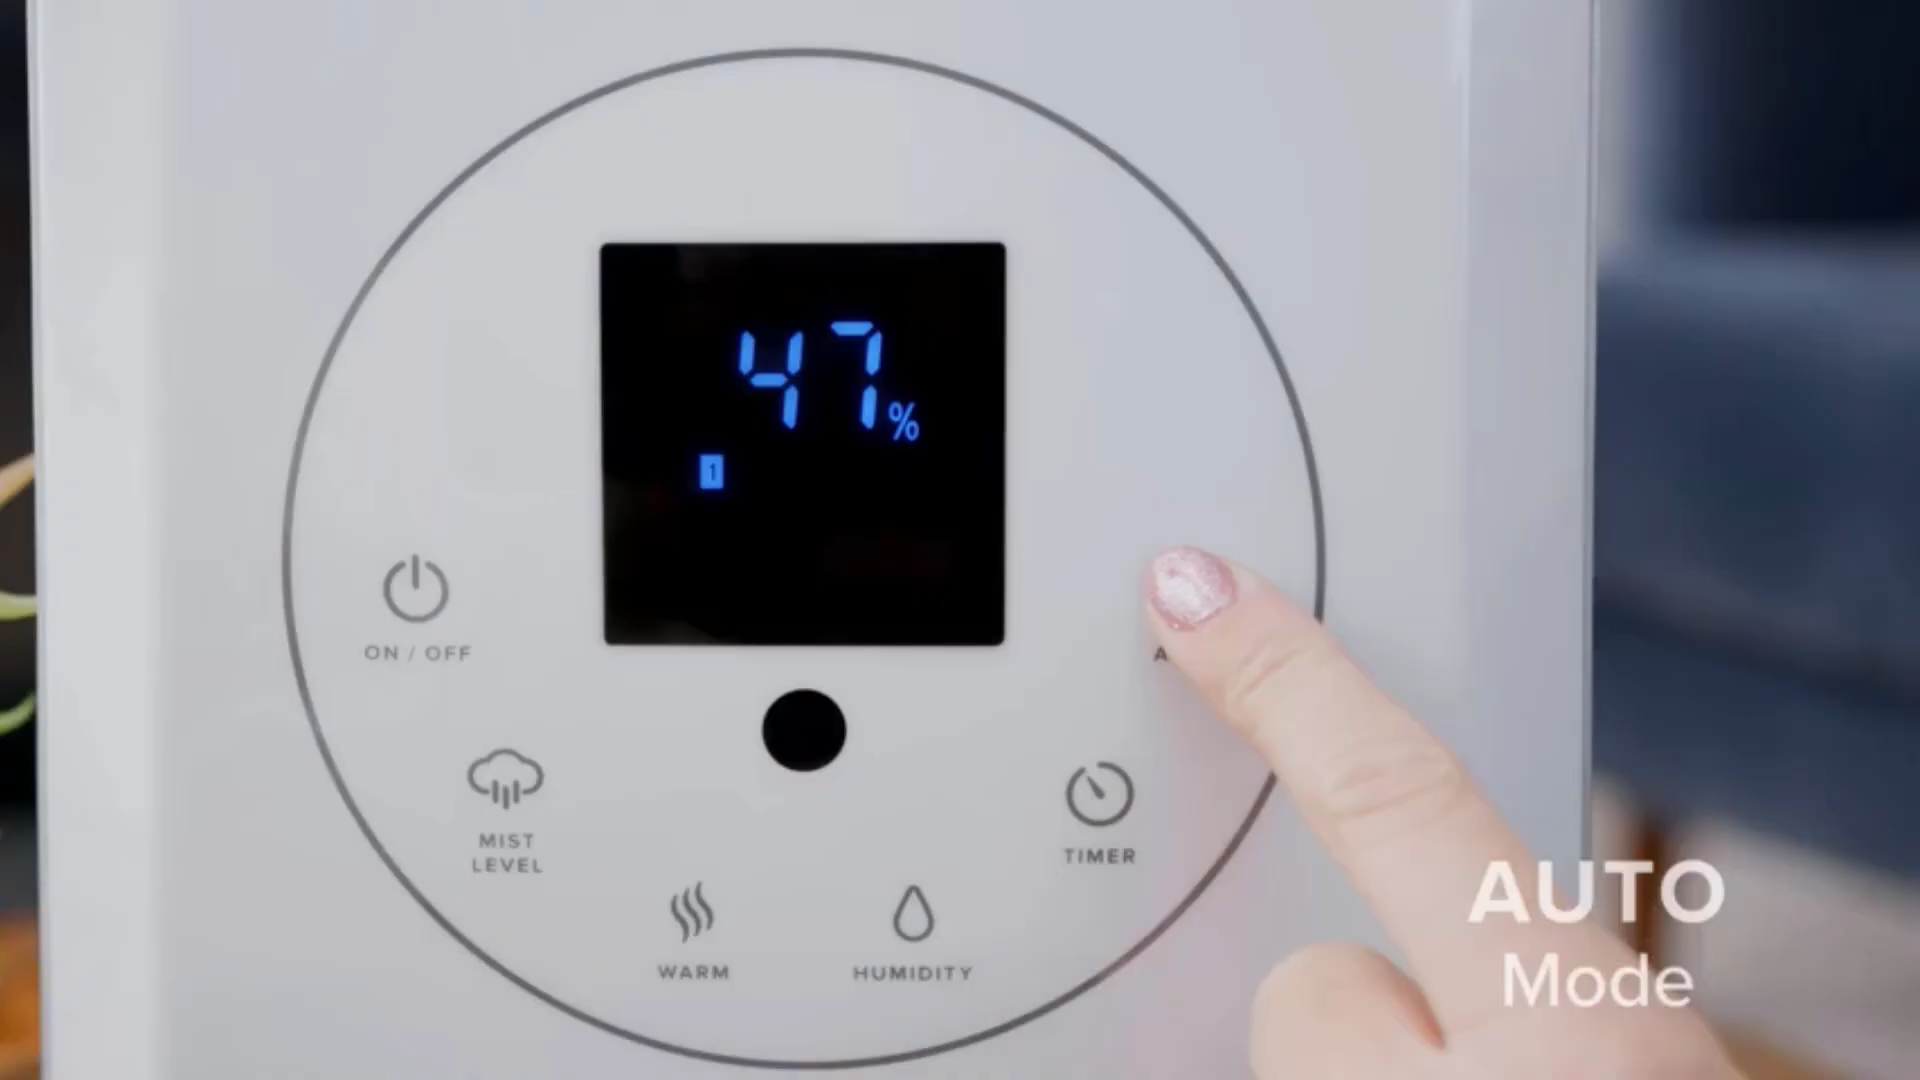 47%
1
ON / OFF
A
MIST
LEVEL
TIMER
WARM
HUMIDITY
AUTO
Mode